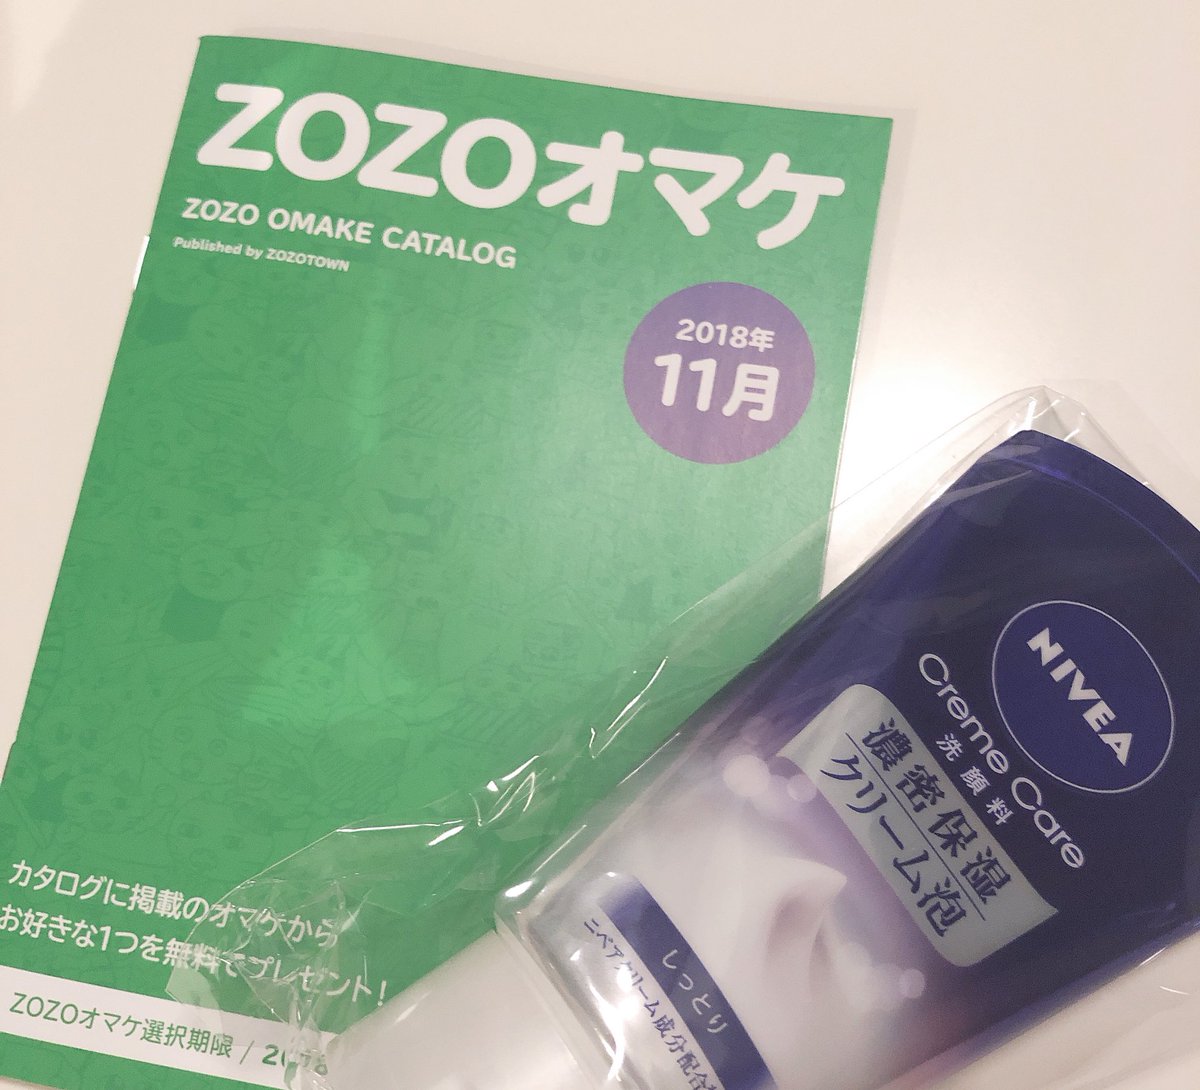 ZOZOオマケ
ZOZO OMAKE CATALOG
Published by ZOZOTOWN
2018年
11月
カタログに掲載のオマケから
お好きな1つを無料でプレゼント!
ZOZOオマケ選択期限 / 2018
NIVEA
Creme Care
洗顔料
濃密保湿
クリーム泡
しっとり
ニベアクリーム成分配合